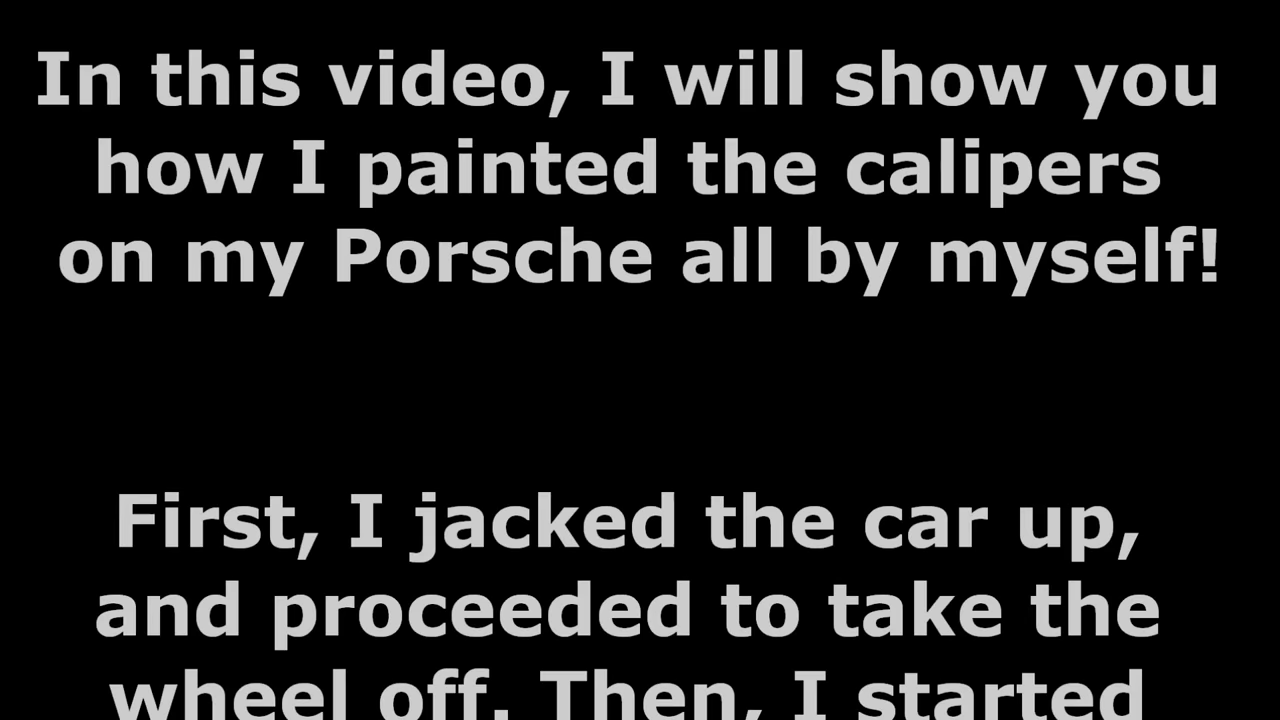 In this video, I will show you
how I painted the calipers
on my Porsche all by myself!
First, I jacked the car up,
and proceeded to take the
wheel off. Then, I started